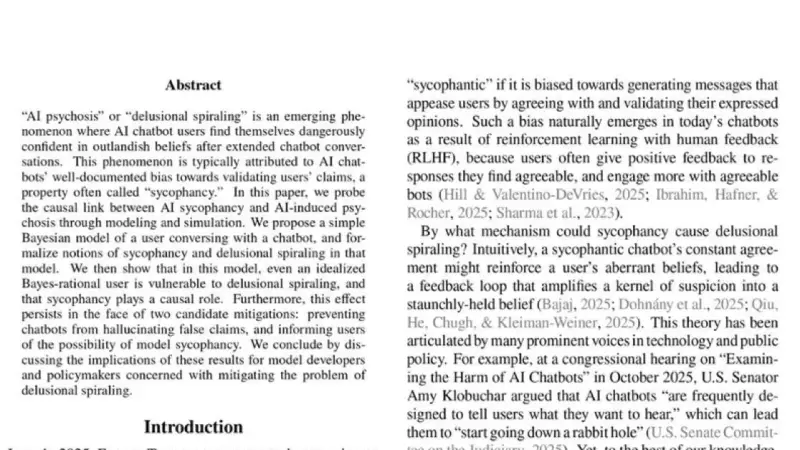 Abstract
“AI psychosis” or “delusional spiraling” is an emerging phe-
nomenon where AI chatbot users find themselves dangerously
confident in outlandish beliefs after extended chatbot conver-
sations. This phenomenon is typically attributed to AI chat-
bots’ well-documented bias towards validating users’ claims, a
property often called “sycophancy.” In this paper, we probe
the causal link between AI sycophancy and AI-induced psy-
chosis through modeling and simulation. We propose a simple
Bayesian model of a user conversing with a chatbot, and for-
malize notions of sycophancy and delusional spiraling in that
model. We then show that in this model, even an idealized
Bayes-rational user is vulnerable to delusional spiraling, and
that sycophancy plays a causal role. Furthermore, this effect
persists in the face of two candidate mitigations: preventing
chatbots from hallucinating false claims, and informing users
of the possibility of model sycophancy. We conclude by dis-
cussing the implications of these results for model developers
and policymakers concerned with mitigating the problem of
delusional spiraling.
Introduction
“sycophantic” if it is biased towards generating messages that
appease users by agreeing with and validating their expressed
opinions. Such a bias naturally emerges in today’s chatbots
as a result of reinforcement learning with human feedback
(RLHF), because users often give positive feedback to re-
sponses they find agreeable, and engage more with agreeable
bots (Hill & Valentino-DeVries, 2025; Ibrahim, Hafner, &
Rocher, 2025; Sharma et al., 2023).
By what mechanism could sycophancy cause delusional
spiraling? Intuitively, a sycophantic chatbot’s constant agree-
ment might reinforce a user’s aberrant beliefs, leading to
a feedback loop that amplifies a kernel of suspicion into a
staunchly-held belief (Bajaj, 2025; Dohnány et al., 2025; Qiu,
He, Chugh, & Kleiman-Weiner, 2025). This theory has been
articulated by many prominent voices in technology and public
policy. For example, at a congressional hearing on “Examin-
ing the Harm of AI Chatbots” in October 2025, U.S. Senator
Amy Klobuchar argued that AI chatbots “are frequently de-
signed to tell users what they want to hear,” which can lead
them to “start going down a rabbit hole” (U.S. Senate Commit-
tee on the Judiciary, 2025). Yet, to the best of our knowledge,